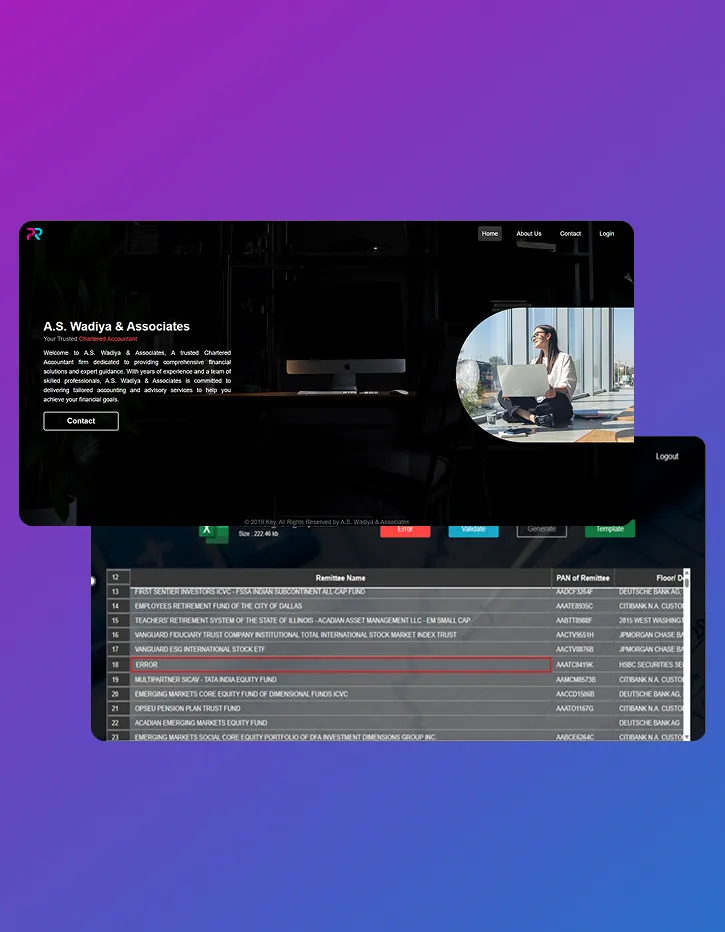 Home About Us Contact Login
A.S. Wadiya & Associates
Your Trusted Chartered Accountant
Welcome to A.S. Wadiya & Associates, A trusted Chartered
Accountant firm dedicated to providing comprehensive financial
solutions and expert guidance. With years of experience and a team of
skilled professionals, A.S. Wadiya & Associates is committed to
delivering tailored accounting and advisory services to help you
achieve your financial goals.
Contact
© 2019 Key. All Rights Reserved by A.S. Wadiya & Associates
Logout
Size : 222.46 kb
Error Validate Generate Template
12 Remittee Name PAN of Remittee Floor/ D
13 FIRST SENTIER INVESTORS ICVC - FSSA INDIAN SUBCONTINENT ALL-CAP FUND AADCF3264F DEUTSCHE BANK AG,
14 EMPLOYEES RETIREMENT FUND OF THE CITY OF DALLAS AAATE8935C CITIBANK N.A. CUSTO
15 TEACHERS' RETIREMENT SYSTEM OF THE STATE OF ILLINOIS - ACADIAN ASSET MANAGEMENT LLC - EM SMALL CAP AABTT8980F 2815 WEST WASHING
16 VANGUARD FIDUCIARY TRUST COMPANY INSTITUTIONAL TOTAL INTERNATIONAL STOCK MARKET INDEX TRUST AACTV9551H JPMORGAN CHASE BA
17 VANGUARD ESG INTERNATIONAL STOCK ETF AACTV8876B JPMORGAN CHASE BA
18 ERROR AAATC8419K HSBC SECURITIES SE
19 MULTIPARTNER SICAV - TATA INDIA EQUITY FUND AAMCM8573B CITIBANK N.A. CUSTO
20 EMERGING MARKETS CORE EQUITY FUND OF DIMENSIONAL FUNDS ICVC AACCD1506B DEUTSCHE BANK AG,
21 OPSEU PENSION PLAN TRUST FUND AAATO1167G CITIBANK N.A. CUSTO
22 ACADIAN EMERGING MARKETS EQUITY FUND DEUTSCHE BANK AG
23 EMERGING MARKETS SOCIAL CORE EQUITY PORTFOLIO OF DFA INVESTMENT DIMENSIONS GROUP INC. AABCE6264C CITIBANK N.A. CUSTO